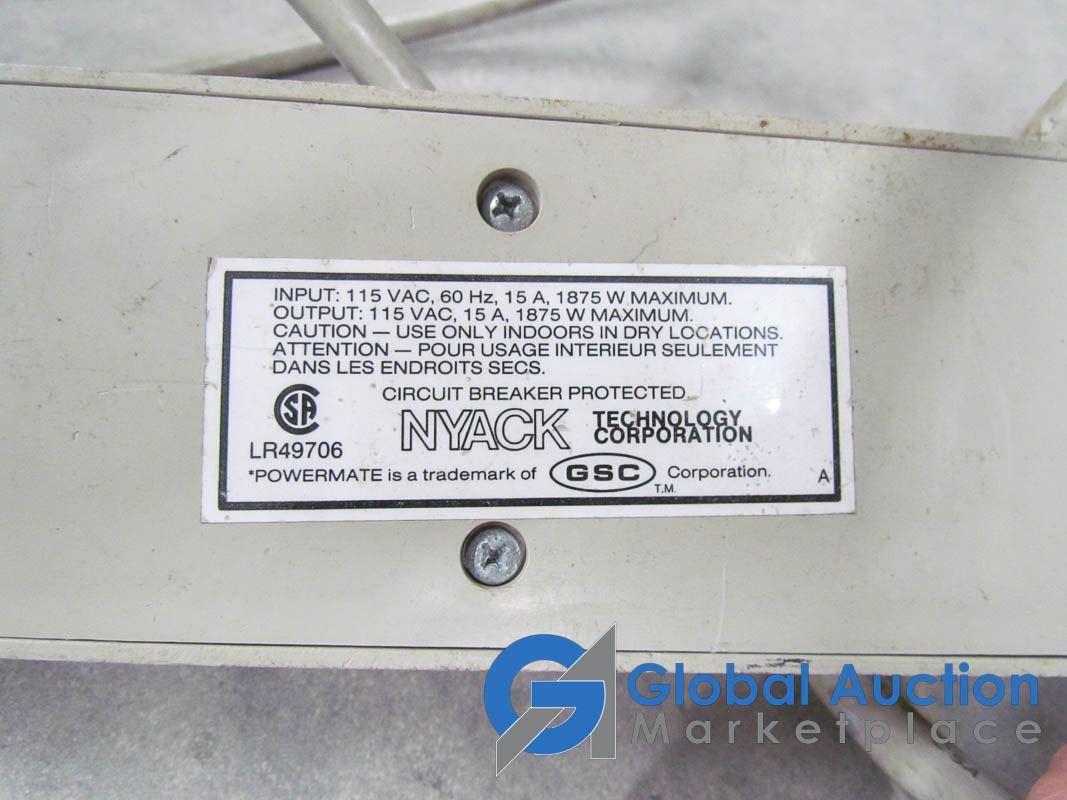 INPUT: 115 VAC, 60 Hz, 15 A, 1875 W MAXIMUM.
OUTPUT: 115 VAC, 15 A, 1875 W MAXIMUM.
CAUTION — USE ONLY INDOORS IN DRY LOCATIONS.
ATTENTION — POUR USAGE INTERIEUR SEULEMENT
DANS LES ENDROITS SECS.
CIRCUIT BREAKER PROTECTED
SA
LR49706
NYACK TECHNOLOGY
CORPORATION
*POWERMATE is a trademark of GSC Corporation.
T.M.
A
Global Auction
Marketplace